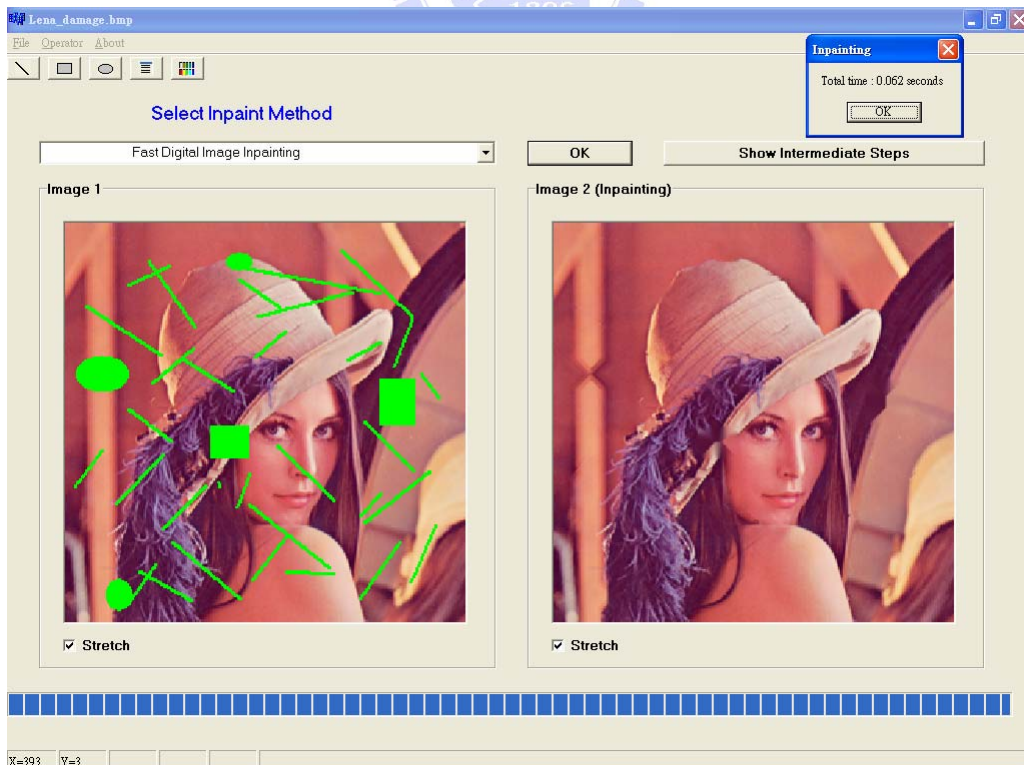 1896
Lena_damage.bmp
File Operator About
Inpainting
Total time : 0.062 seconds
OK
Select Inpaint Method
Fast Digital Image Inpainting
OK
Show Intermediate Steps
Image 1
Image 2 (Inpainting)
Stretch
Stretch
X=393 Y=3